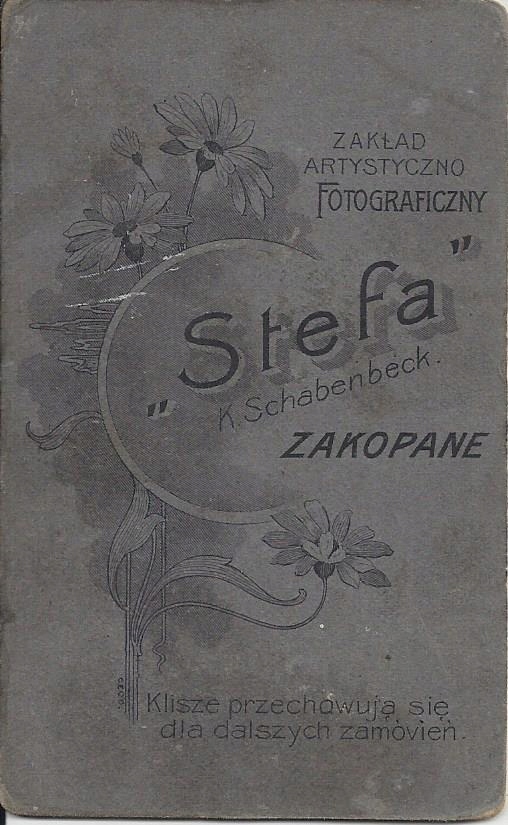 ZAKŁAD
ARTYSTYCZNO
FOTOGRAFICZNY
„Stefa”
K. Schabenbeck.
ZAKOPANE
Klisze przechowują się
dla dalszych zamówień.